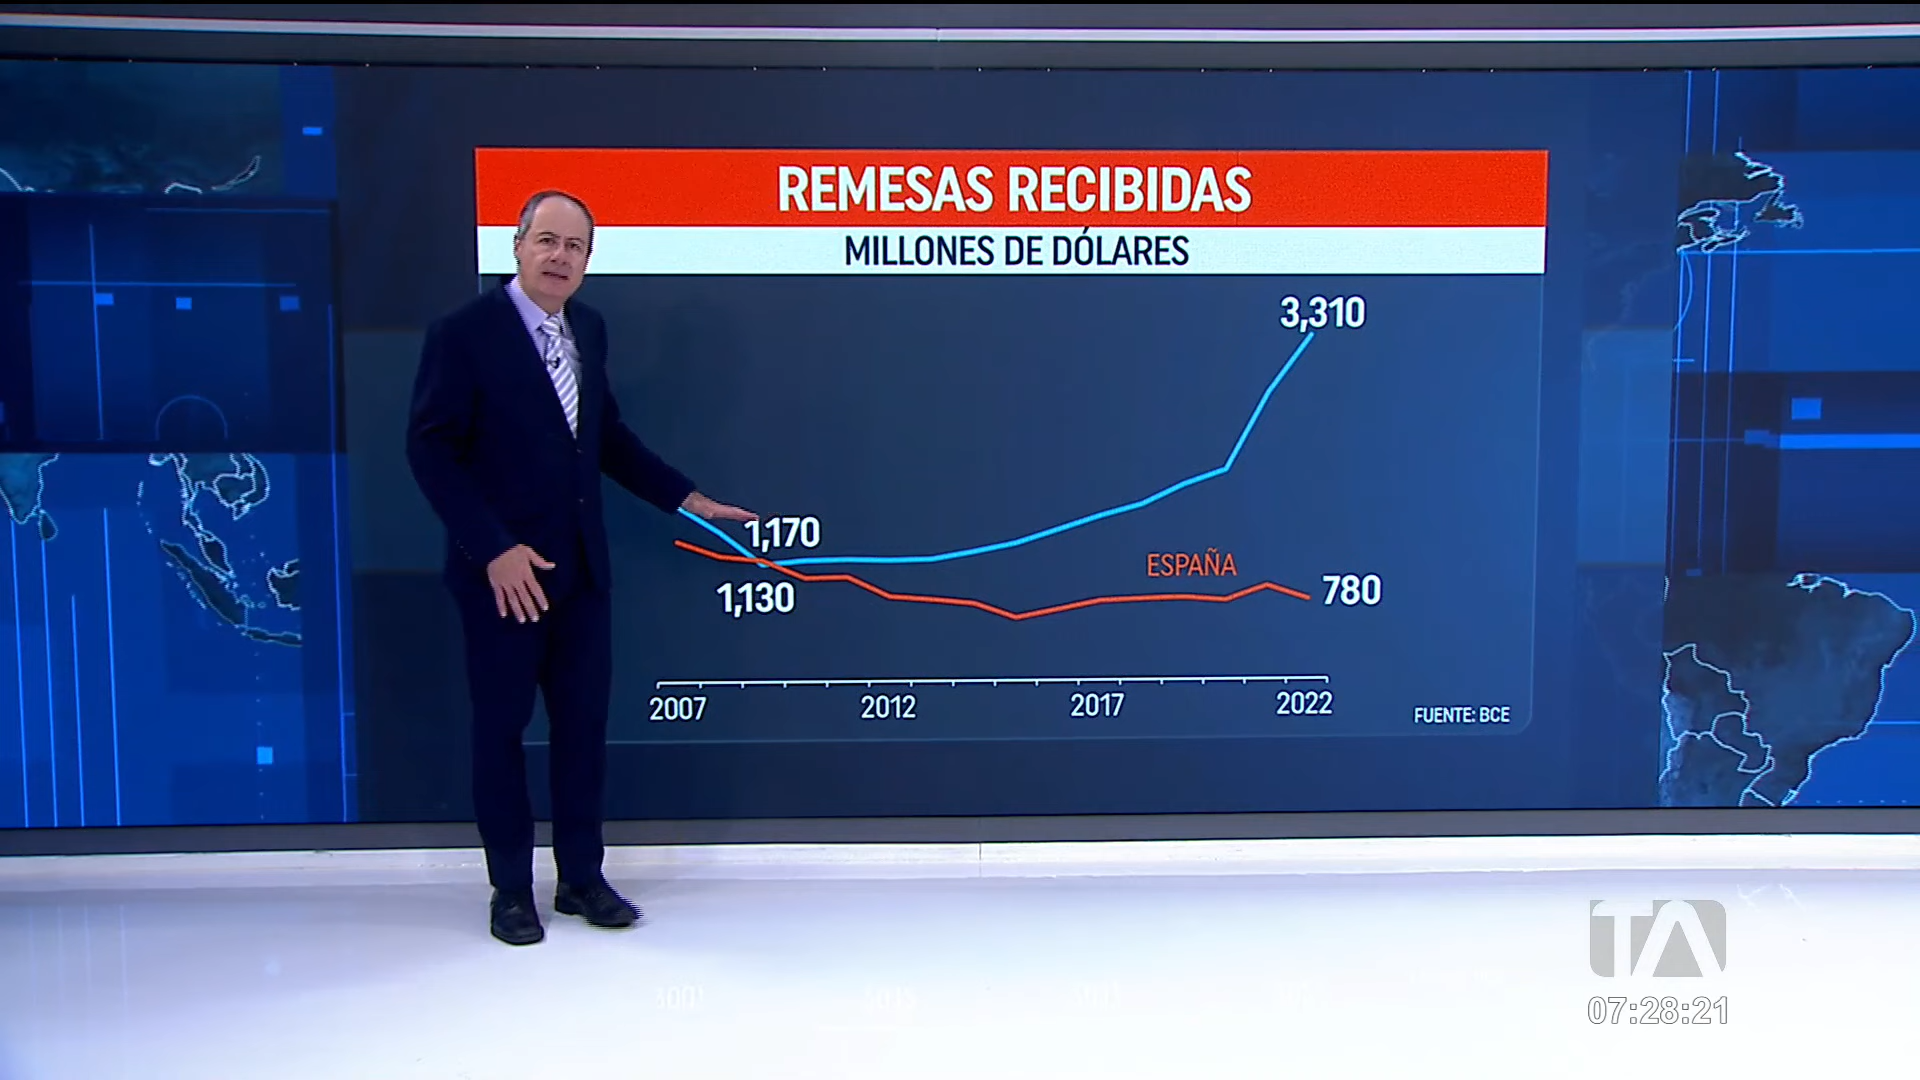 REMESAS RECIBIDAS
MILLONES DE DÓLARES
3,310
1,170
ESPAÑA
1,130
780
2007
2012
2017
2022
FUENTE: BCE
TA
07:28:21